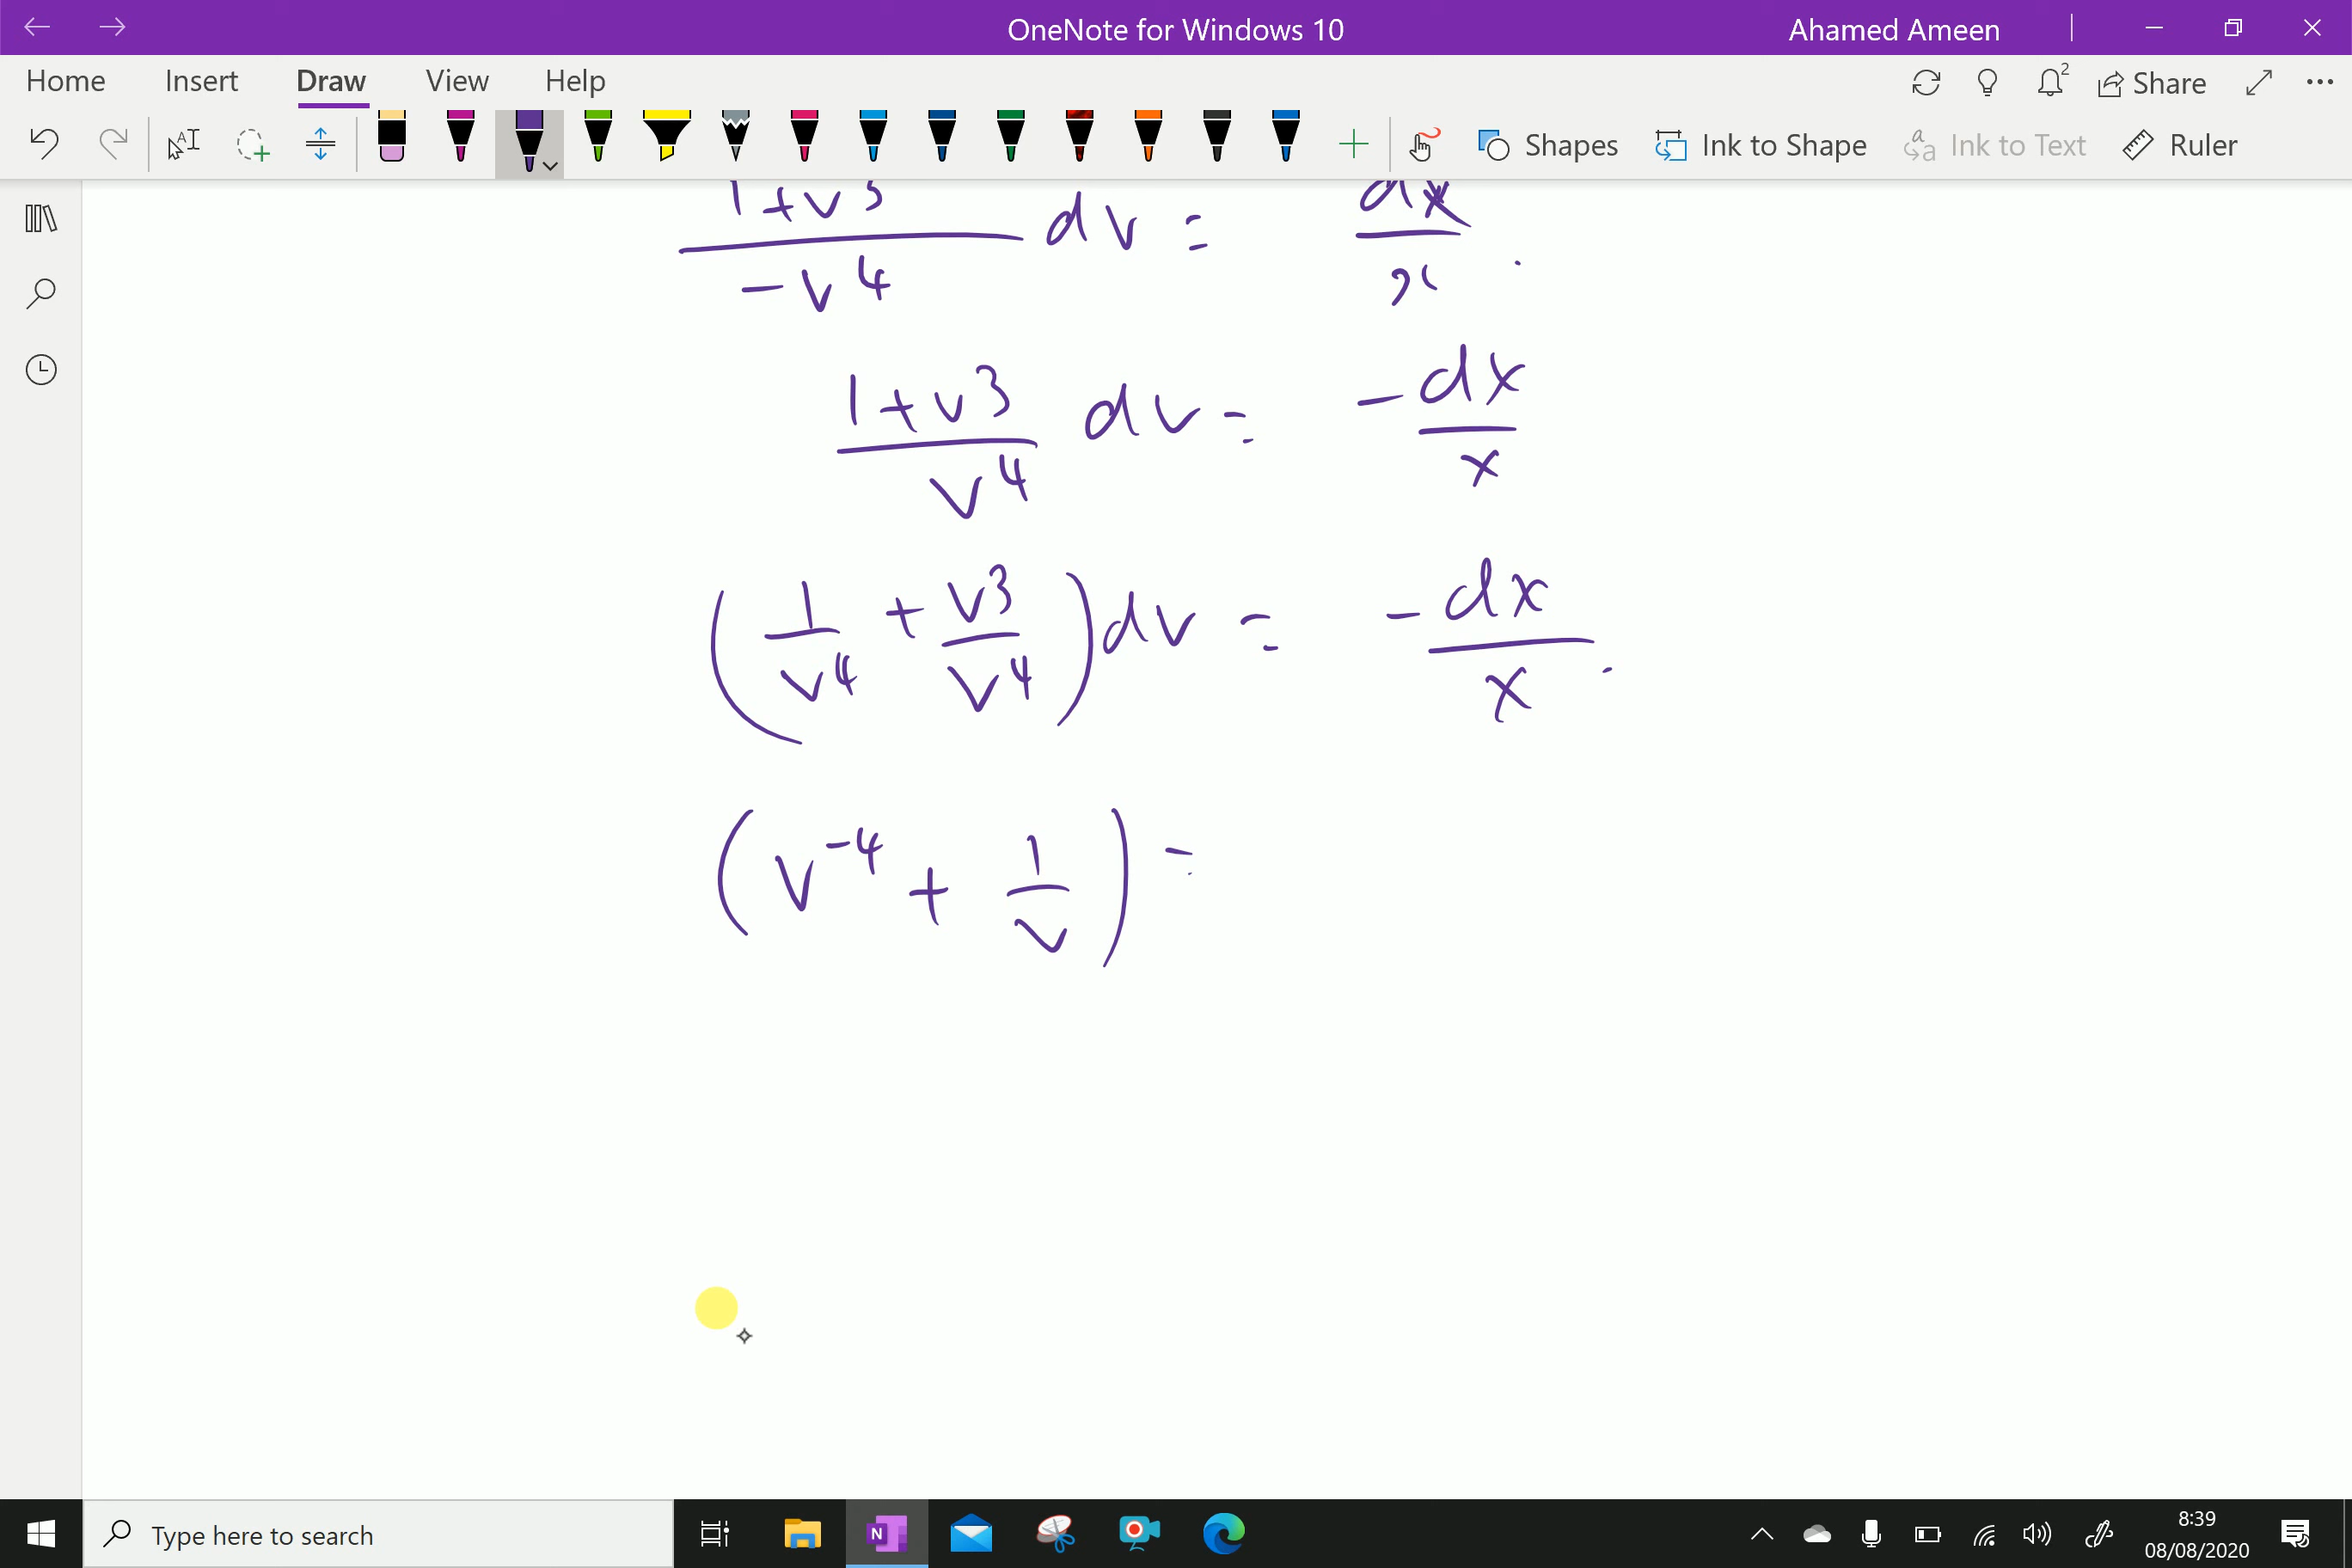 OneNote for Windows 10 Ahamed Ameen
Home Insert Draw View Help 2 Share
Shapes Ink to Shape Ink to Text Ruler
1+v3 / -v4 dv = dx / x .
1+v3 / v4 dv = -dx / x
( 1 / v4 + v3 / v4 ) dv = -dx / x .
( v-4 + 1 / v ) =
Type here to search
8:39
08/08/2020